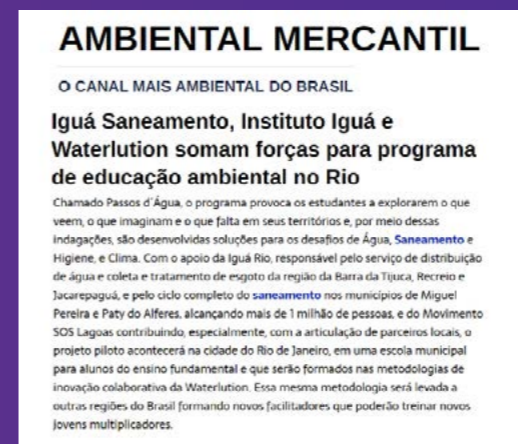 AMBIENTAL MERCANTIL
O CANAL MAIS AMBIENTAL DO BRASIL
Iguá Saneamento, Instituto Iguá e
Waterlution somam forças para programa
de educação ambiental no Rio
Chamado Passos d´Água, o programa provoca os estudantes a explorarem o que
veem, o que imaginam e o que falta em seus territórios e, por meio dessas
indagações, são desenvolvidas soluções para os desafios de Água, Saneamento e
Higiene, e Clima. Com o apoio da Iguá Rio, responsável pelo serviço de distribuição
de água e coleta e tratamento de esgoto da região da Barra da Tijuca, Recreio e
Jacarepaguá, e pelo ciclo completo do saneamento nos municípios de Miguel
Pereira e Paty do Alferes, alcançando mais de 1 milhão de pessoas, e do Movimento
SOS Lagoas contribuindo, especialmente, com a articulação de parceiros locais, o
projeto piloto acontecerá na cidade do Rio de Janeiro, em uma escola municipal
para alunos do ensino fundamental e que serão formados nas metodologias de
inovação colaborativa da Waterlution. Essa mesma metodologia será levada a
outras regiões do Brasil formando novos facilitadores que poderão treinar novos
jovens multiplicadores.